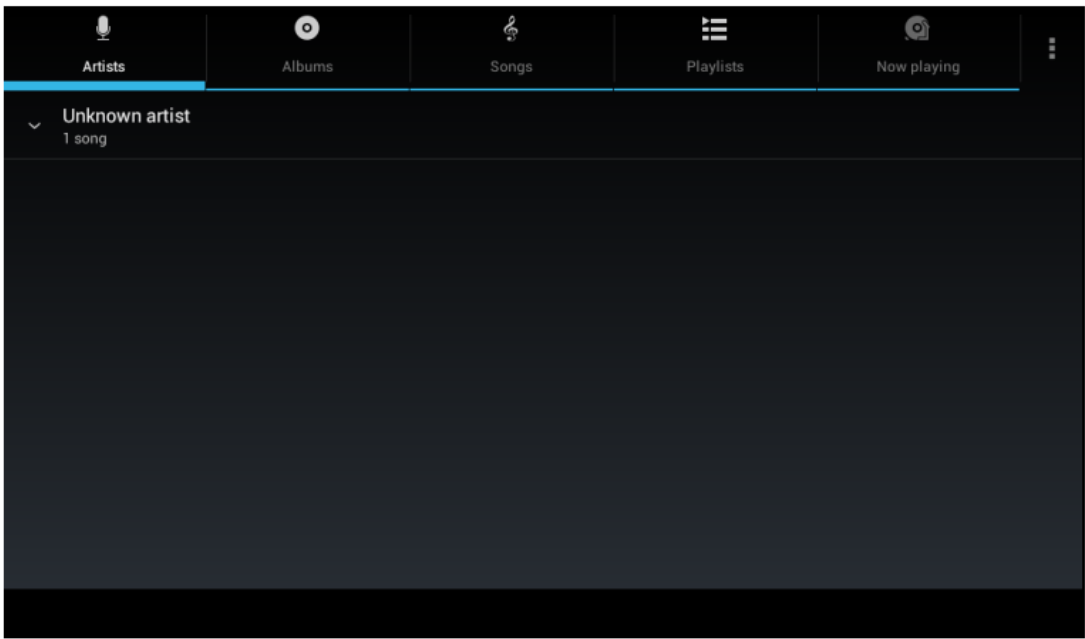 Artists
Albums
Songs
Playlists
Now playing
Unknown artist
1 song